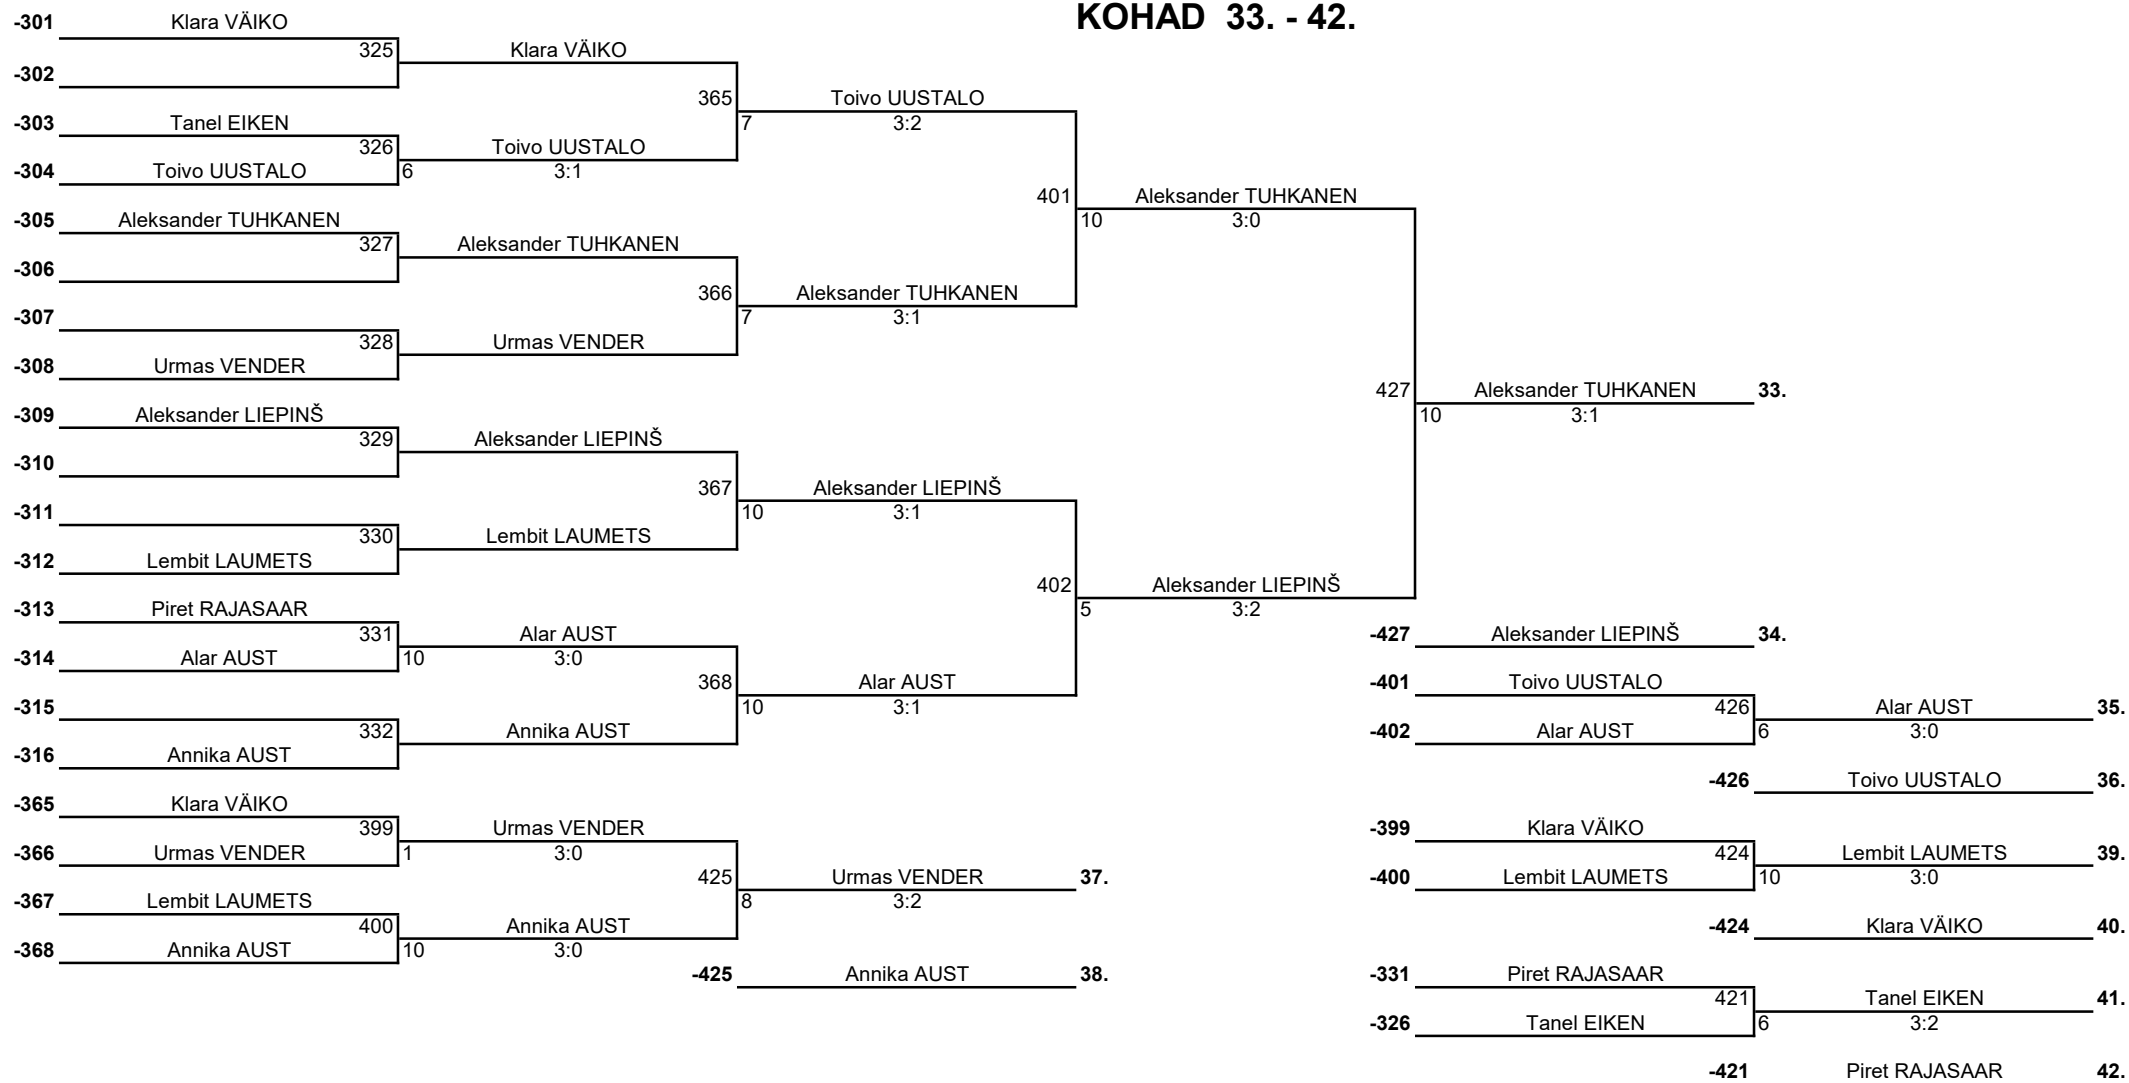 KOHAD 33. - 42.
-301 Klara VÄIKO
325 Klara VÄIKO
-302
365 Toivo UUSTALO
-303 Tanel EIKEN
7 3:2
326 Toivo UUSTALO
-304 Toivo UUSTALO 6 3:1
401 Aleksander TUHKANEN
-305 Aleksander TUHKANEN
10 3:0
327 Aleksander TUHKANEN
-306
366 Aleksander TUHKANEN
-307
7 3:1
328 Urmas VENDER
-308 Urmas VENDER
427 Aleksander TUHKANEN 33.
-309 Aleksander LIEPINŠ
10 3:1
329 Aleksander LIEPINŠ
-310
367 Aleksander LIEPINŠ
-311
10 3:1
330 Lembit LAUMETS
-312 Lembit LAUMETS
402 Aleksander LIEPINŠ
-313 Piret RAJASAAR
5 3:2
331 Alar AUST
-427 Aleksander LIEPINŠ 34.
-314 Alar AUST 10 3:0
368 Alar AUST
-401 Toivo UUSTALO
-315
10 3:1
426 Alar AUST 35.
332 Annika AUST
-402 Alar AUST 6 3:0
-316 Annika AUST
-426 Toivo UUSTALO 36.
-365 Klara VÄIKO
399 Urmas VENDER
-399 Klara VÄIKO
-366 Urmas VENDER 1 3:0
424 Lembit LAUMETS 39.
425 Urmas VENDER 37.
-400 Lembit LAUMETS 10 3:0
-367 Lembit LAUMETS
8 3:2
400 Annika AUST
-424 Klara VÄIKO 40.
-368 Annika AUST 10 3:0
-425 Annika AUST 38.
-331 Piret RAJASAAR
421 Tanel EIKEN 41.
-326 Tanel EIKEN 6 3:2
-421 Piret RAJASAAR 42.